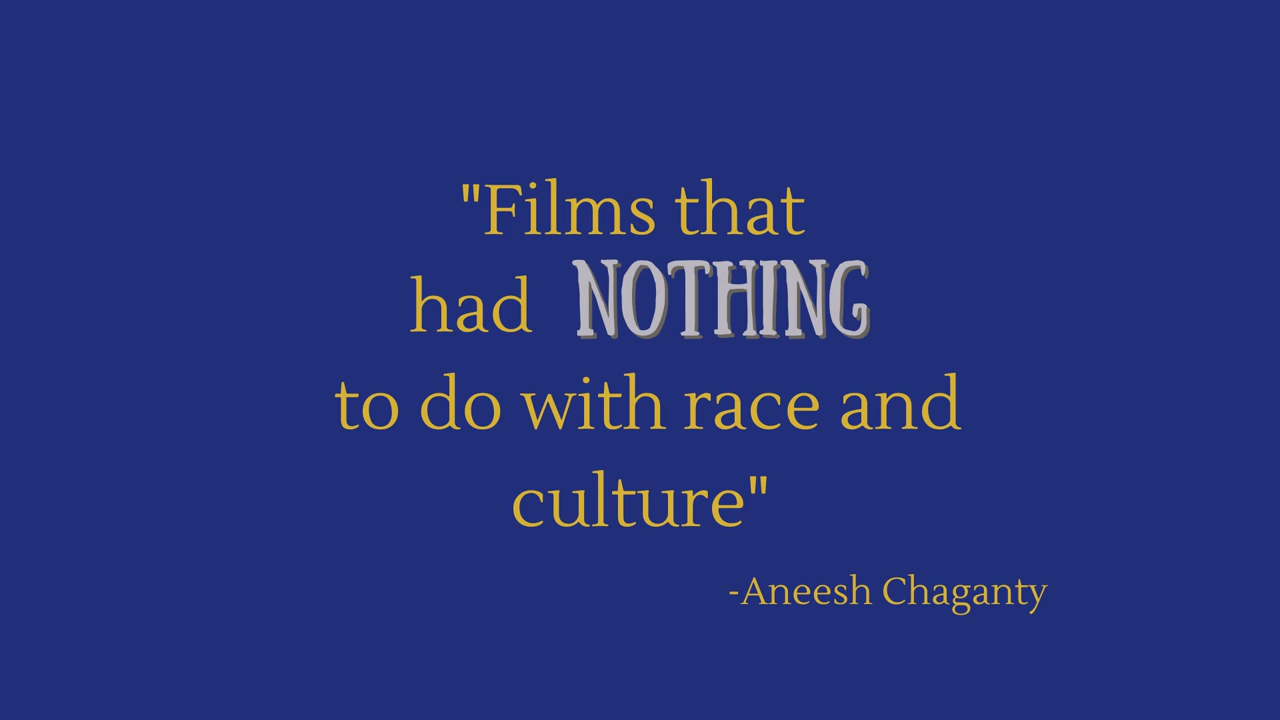 "Films that
had NOTHING
to do with race and
culture"
-Aneesh Chaganty